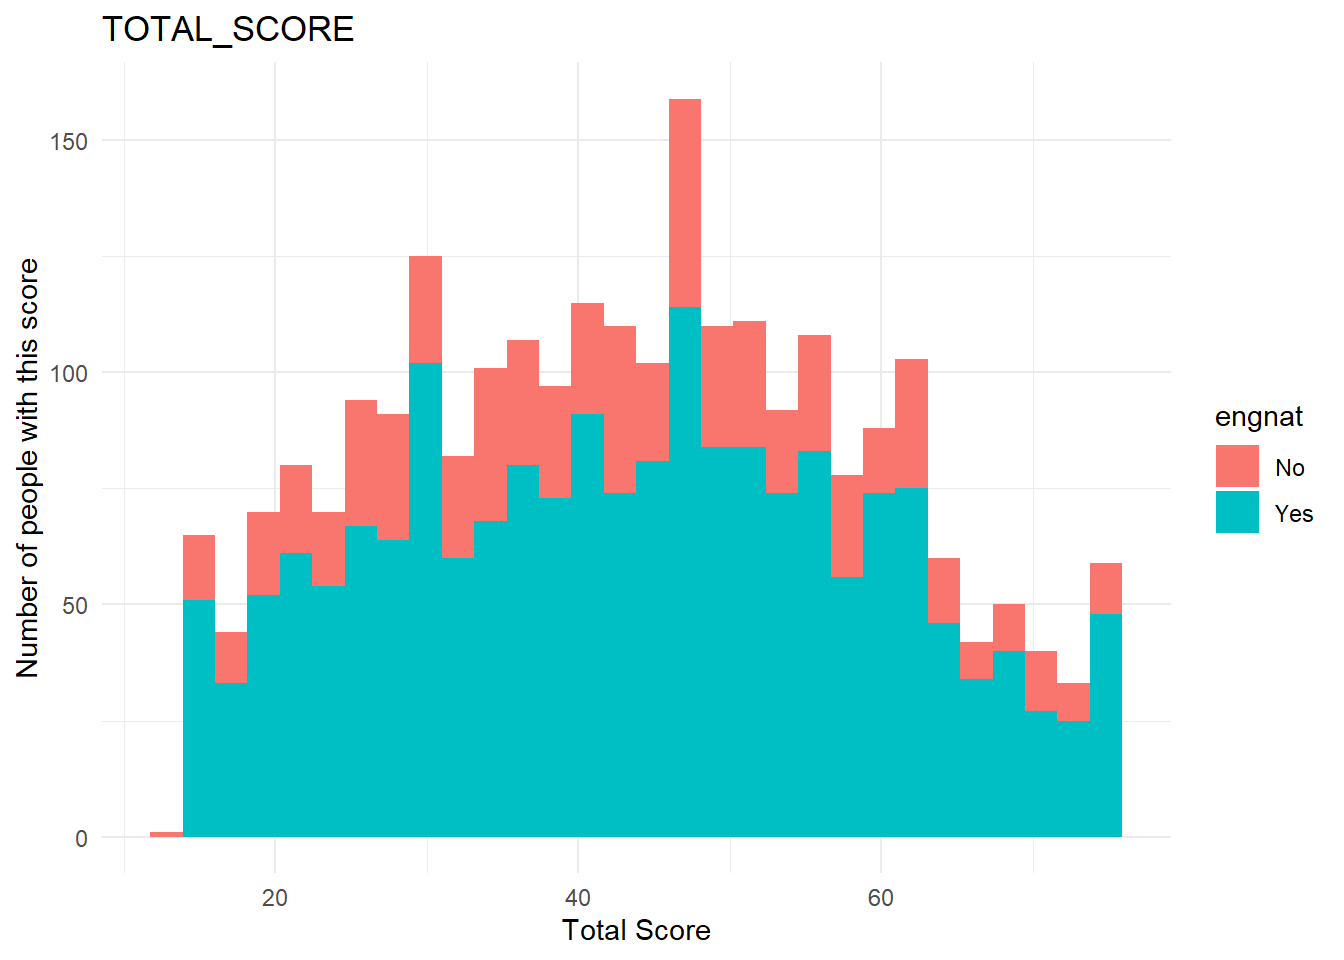 TOTAL_SCORE
Number of people with this score
150
100
50
0
20 40 60
Total Score
engnat
No
Yes